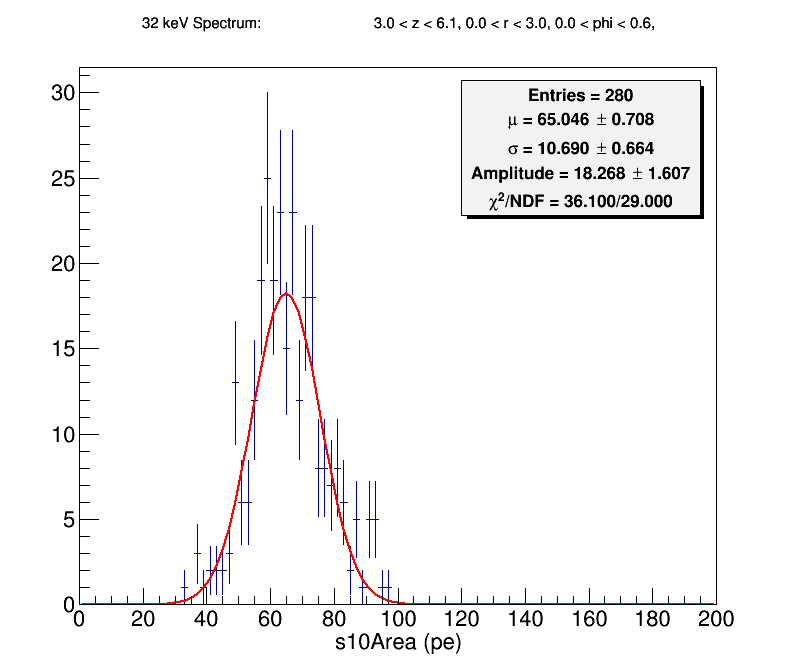 32 keV Spectrum: 3.0 < z < 6.1, 0.0 < r < 3.0, 0.0 < phi < 0.6,
Entries = 280
μ = 65.046 ± 0.708
σ = 10.690 ± 0.664
Amplitude = 18.268 ± 1.607
χ²/NDF = 36.100/29.000
30
25
20
15
10
5
0
0 20 40 60 80 100 120 140 160 180 200
s10Area (pe)